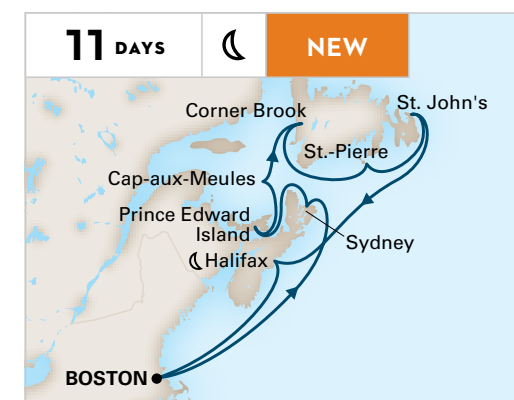 11 DAYS
NEW
Corner Brook
St. John's
St.-Pierre
Cap-aux-Meules
Prince Edward
Island
Sydney
Halifax
BOSTON